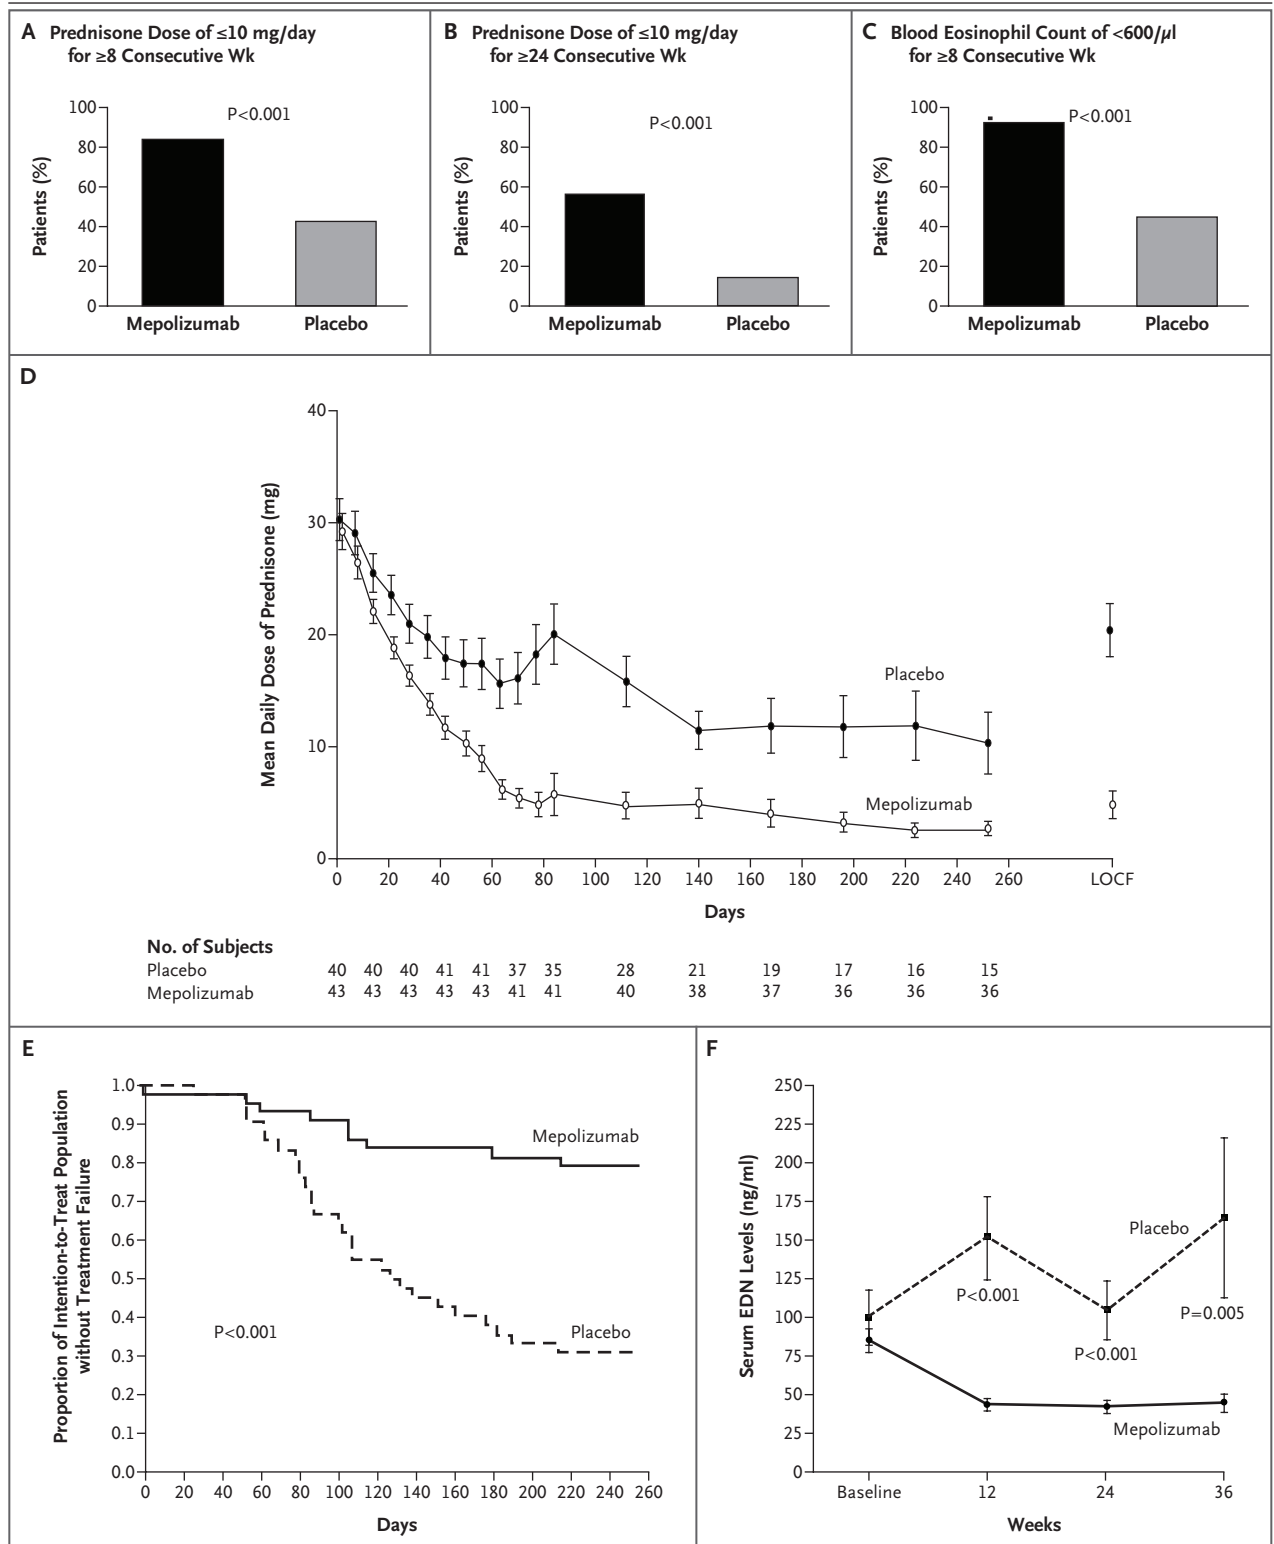 A Prednisone Dose of ≤10 mg/day
for ≥8 Consecutive Wk
100
80
60
40
20
0
Patients (%)
P<0.001
Mepolizumab Placebo
B Prednisone Dose of ≤10 mg/day
for ≥24 Consecutive Wk
100
80
60
40
20
0
Patients (%)
P<0.001
Mepolizumab Placebo
C Blood Eosinophil Count of <600/µl
for ≥8 Consecutive Wk
100
80
60
40
20
0
Patients (%)
P<0.001
Mepolizumab Placebo
D
40
30
20
10
0
Mean Daily Dose of Prednisone (mg)
Placebo
Mepolizumab
0 20 40 60 80 100 120 140 160 180 200 220 240 260 LOCF
Days
No. of Subjects
Placebo 40 40 40 41 41 37 35 28 21 19 17 16 15
Mepolizumab 43 43 43 43 43 41 41 40 38 37 36 36 36
E
1.0
0.9
0.8
0.7
0.6
0.5
0.4
0.3
0.2
0.1
0.0
Proportion of Intention-to-Treat Population
without Treatment Failure
Mepolizumab
P<0.001
Placebo
0 20 40 60 80 100 120 140 160 180 200 220 240 260
Days
F
250
225
200
175
150
125
100
75
50
25
0
Serum EDN Levels (ng/ml)
Placebo
P<0.001
P=0.005
P<0.001
Mepolizumab
Baseline 12 24 36
Weeks